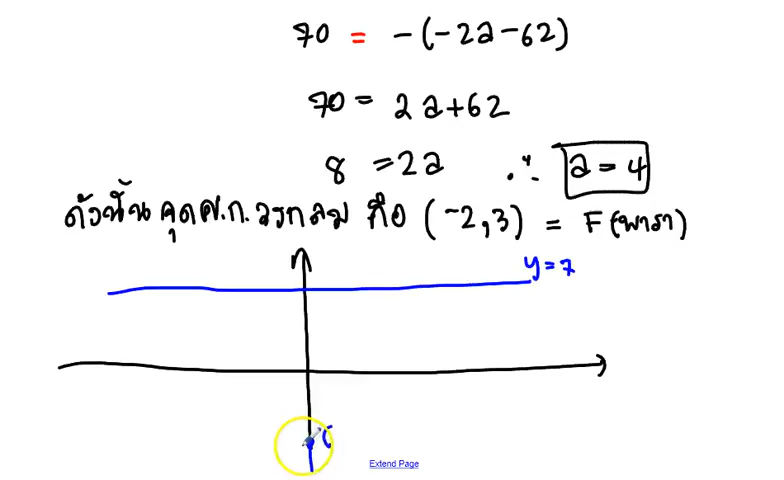 70 = -(-2a-62)
70 = 2a+62
8 = 2a ∴ a = 4
ดังนั้น จุดศ.ก. วงกลม คือ (-2,3) = F (พารา)
y = 7
(
Extend Page